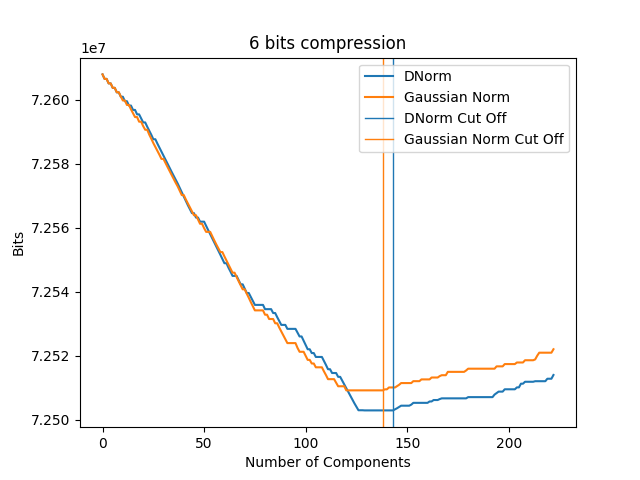 6 bits compression
1e7
DNorm
Gaussian Norm
DNorm Cut Off
Gaussian Norm Cut Off
7.260
7.258
7.256
7.254
7.252
7.250
Bits
0 50 100 150 200
Number of Components